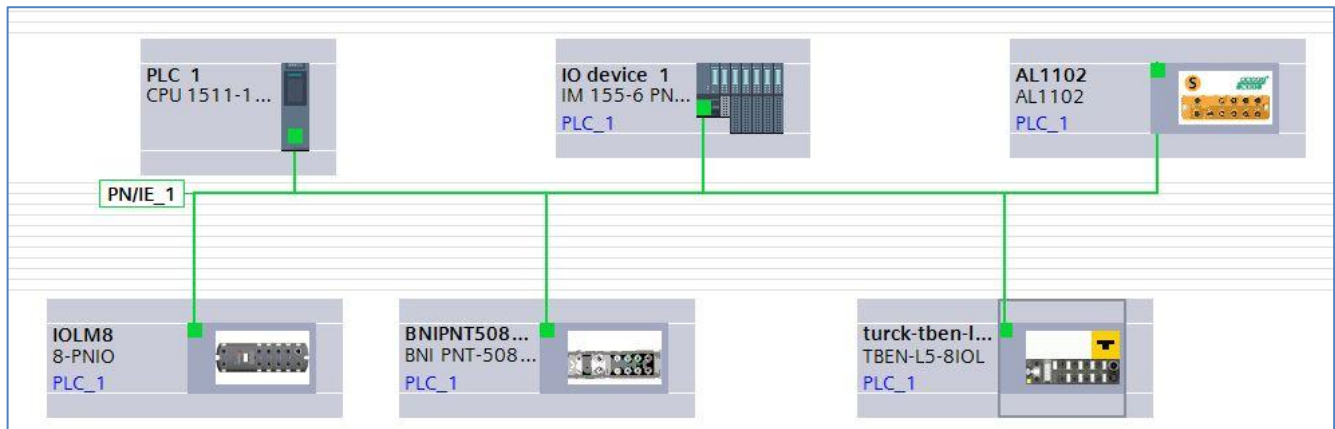 PLC_1
CPU 1511-1...
IO device_1
IM 155-6 PN...
PLC_1
AL1102
AL1102
PLC_1
PN/IE_1
IOLM8
8-PNIO
PLC_1
BNIPNT508...
BNI PNT-508...
PLC_1
turck-tben-l...
TBEN-L5-8IOL
PLC_1